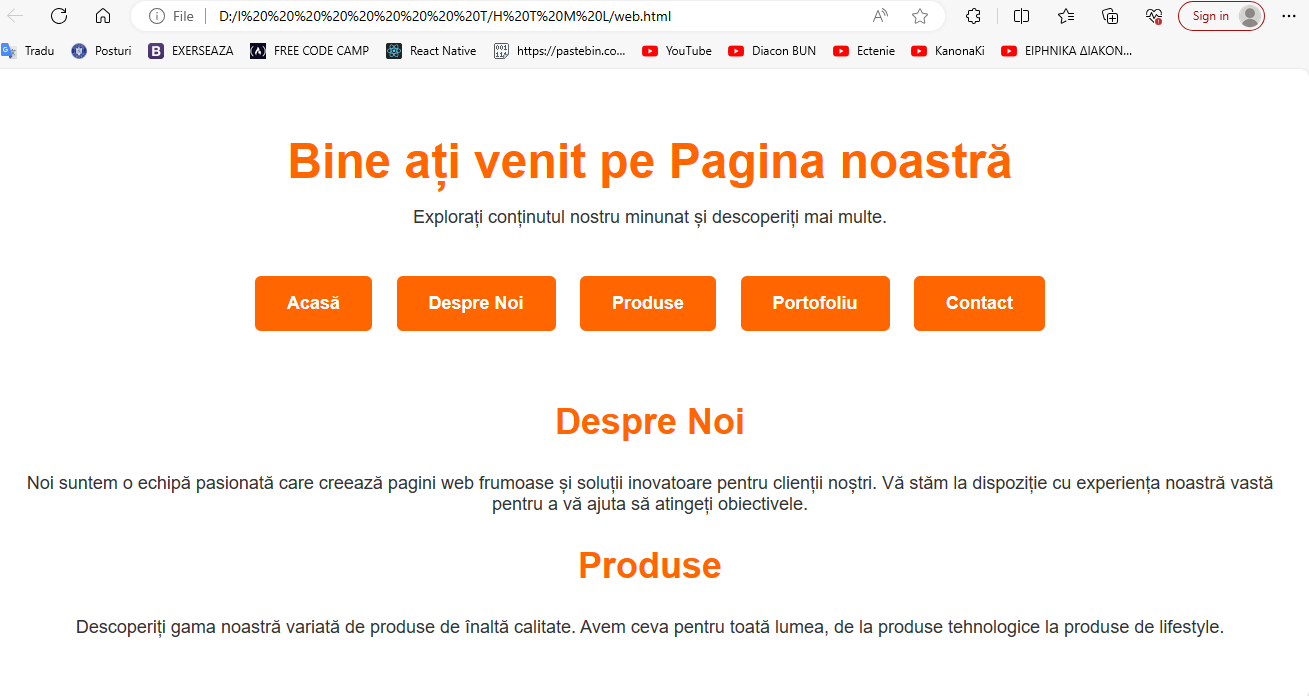 File D:/I%20%20%20%20%20%20%20%20%20T/H%20T%20M%20L/web.html Sign in
Tradu Posturi B EXERSEAZA FREE CODE CAMP React Native https://pastebin.co... YouTube Diacon BUN Ectenie KanonaKi ΕΙΡΗΝΙΚΑ ΔΙΑΚΟΝ...
Bine ați venit pe Pagina noastră
Explorați conținutul nostru minunat și descoperiți mai multe.
Acasă Despre Noi Produse Portofoliu Contact
Despre Noi
Noi suntem o echipă pasionată care creează pagini web frumoase și soluții inovatoare pentru clienții noștri. Vă stăm la dispoziție cu experiența noastră vastă
pentru a vă ajuta să atingeți obiectivele.
Produse
Descoperiți gama noastră variată de produse de înaltă calitate. Avem ceva pentru toată lumea, de la produse tehnologice la produse de lifestyle.